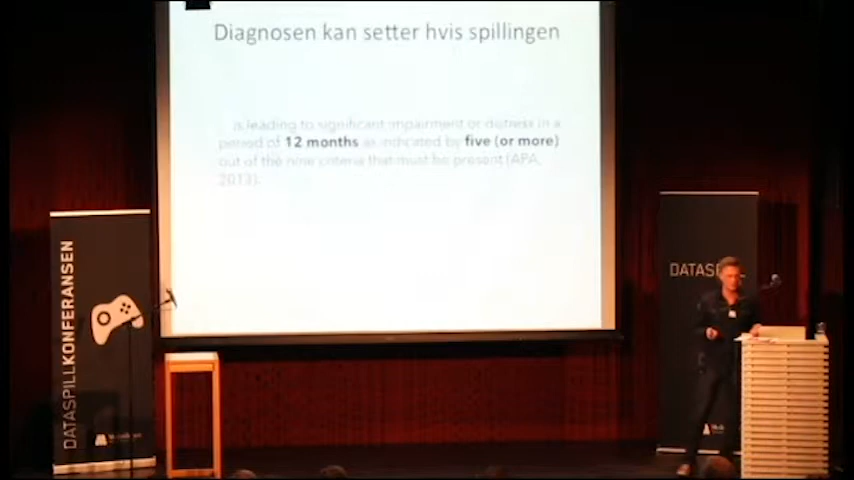 Diagnosen kan setter hvis spillingen
is leading to significant impairment or distress in a
period of 12 months as indicated by five (or more)
out of the nine criteria that must be present (APA,
2013).
DATASPILLKONFERANSEN
DATAS